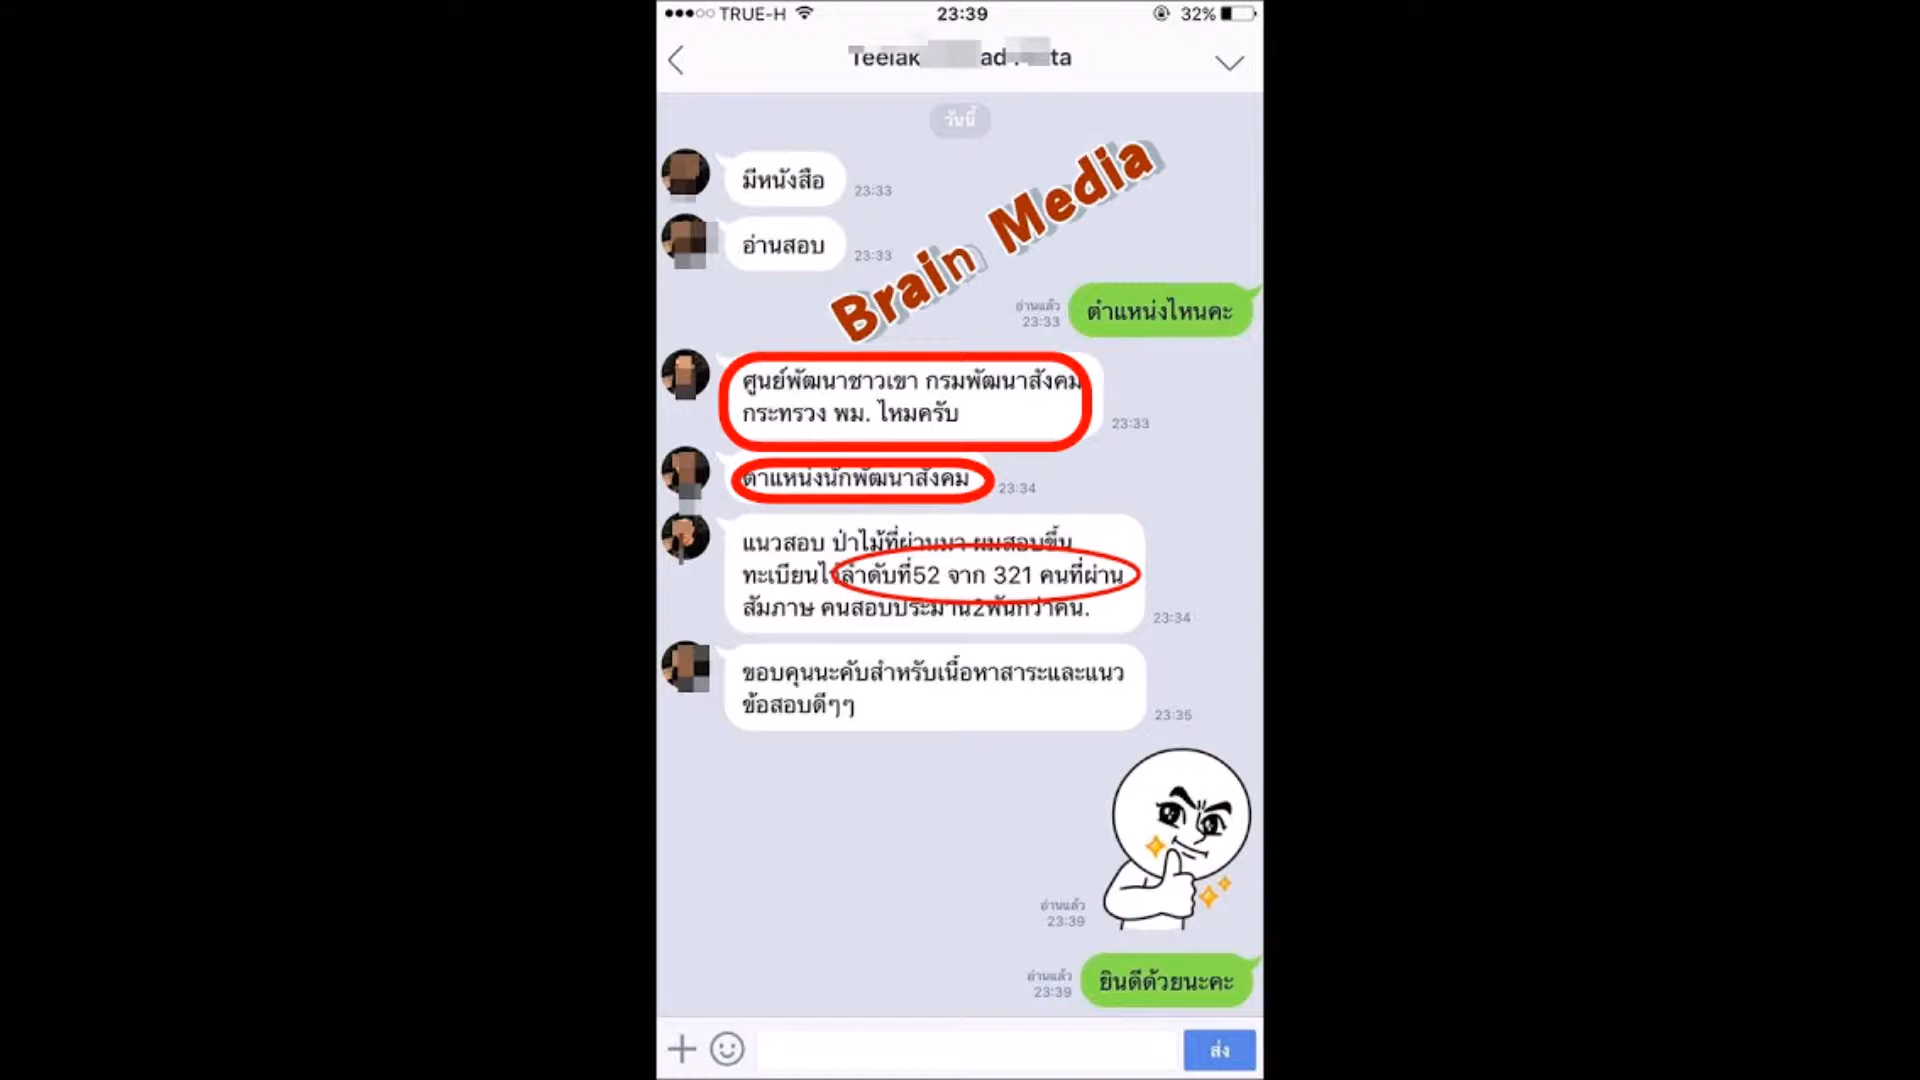 TRUE-H
23:39
32%
วันนี้
มีหนังสือ
23:33
อ่านสอบ
23:33
Brain Media
ตำแหน่งไหนคะ
อ่านแล้ว
23:33
ศูนย์พัฒนาชาวเขา กรมพัฒนาสังคม
กระทรวง พม. ไหมครับ
23:33
ตำแหน่งนักพัฒนาสังคม
23:34
แนวสอบ ป่าไม้ที่ผ่านมา ผมสอบขึ้น
ทะเบียนไว้ลำดับที่52 จาก 321 คนที่ผ่าน
สัมภาษ คนสอบประมาน2พันกว่าคน.
23:34
ขอบคุนนะคับสำหรับเนื้อหาสาระและแนว
ข้อสอบดีๆๆ
23:35
อ่านแล้ว
23:39
ยินดีด้วยนะคะ
อ่านแล้ว
23:39
ส่ง